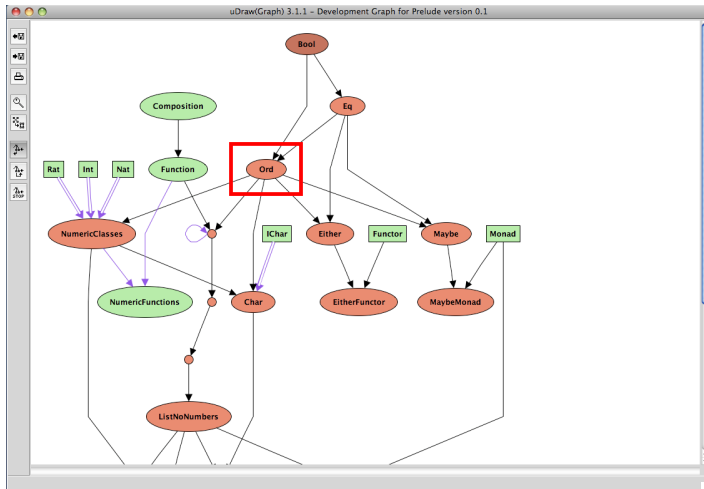 uDraw(Graph) 3.1.1 – Development Graph for Prelude version 0.1
Bool
Composition
Eq
Rat
Int
Nat
Function
Ord
NumericClasses
IChar
Either
Functor
Maybe
Monad
NumericFunctions
Char
EitherFunctor
MaybeMonad
ListNoNumbers
STOP